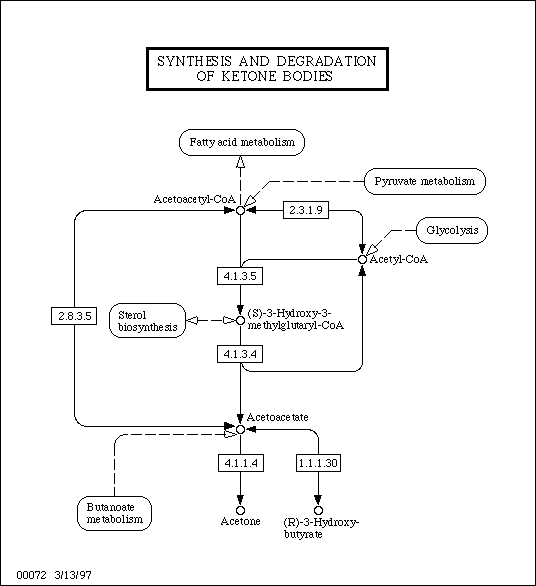 SYNTHESIS AND DEGRADATION
OF KETONE BODIES
Fatty acid metabolism
Pyruvate metabolism
Acetoacetyl-CoA
2.3.1.9
Glycolysis
Acetyl-CoA
4.1.3.5
2.8.3.5
Sterol
biosynthesis
(S)-3-Hydroxy-3-
methylglutaryl-CoA
4.1.3.4
Acetoacetate
4.1.1.4
1.1.1.30
Butanoate
metabolism
Acetone
(R)-3-Hydroxy-
butyrate
00072 3/13/97